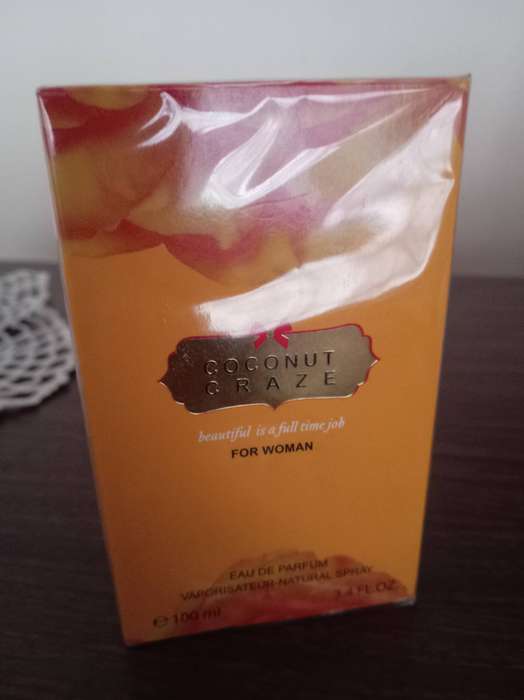 COCONUT
CRAZE
beautiful is a full time job
FOR WOMAN
EAU DE PARFUM
VAPORISATEUR-NATURAL SPRAY
℮ 100 ml 3.4 FL.OZ